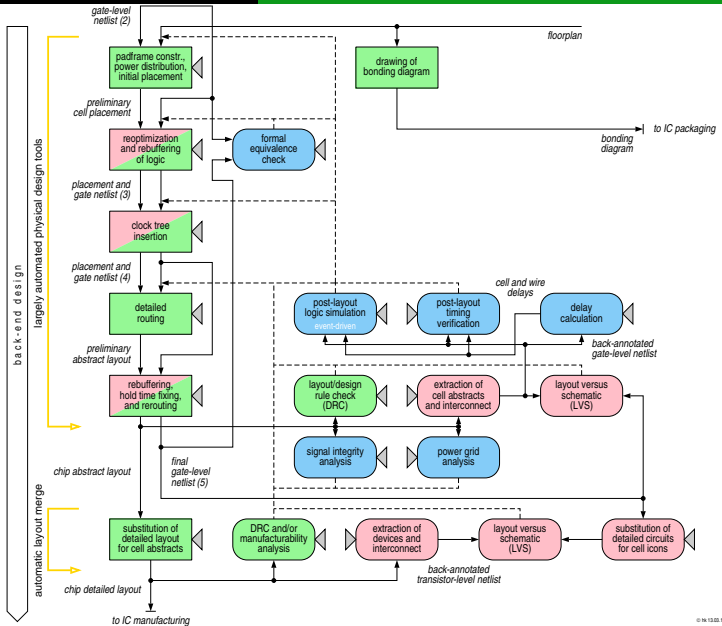 gate-level
netlist (2)
floorplan
padframe constr.,
power distribution,
initial placement
drawing of
bonding diagram
preliminary
cell placement
to IC packaging
bonding
diagram
reoptimization
and rebuffering
of logic
formal
equivalence
check
placement and
gate netlist (3)
clock tree
insertion
placement and
gate netlist (4)
cell and wire
delays
detailed
routing
post-layout
logic simulation
event-driven
post-layout
timing
verification
delay
calculation
back-annotated
gate-level netlist
preliminary
abstract layout
rebuffering,
hold time fixing,
and rerouting
layout/design
rule check
(DRC)
extraction of
cell abstracts
and interconnect
layout versus
schematic
(LVS)
signal integrity
analysis
power grid
analysis
chip abstract layout
final
gate-level
netlist (5)
substitution of
detailed layout
for cell abstracts
DRC and/or
manufacturability
analysis
extraction of
devices and
interconnect
layout versus
schematic
(LVS)
substitution of
detailed circuits
for cell icons
back-annotated
transistor-level netlist
chip detailed layout
to IC manufacturing
back-end design
largely automated physical design tools
automatic layout merge